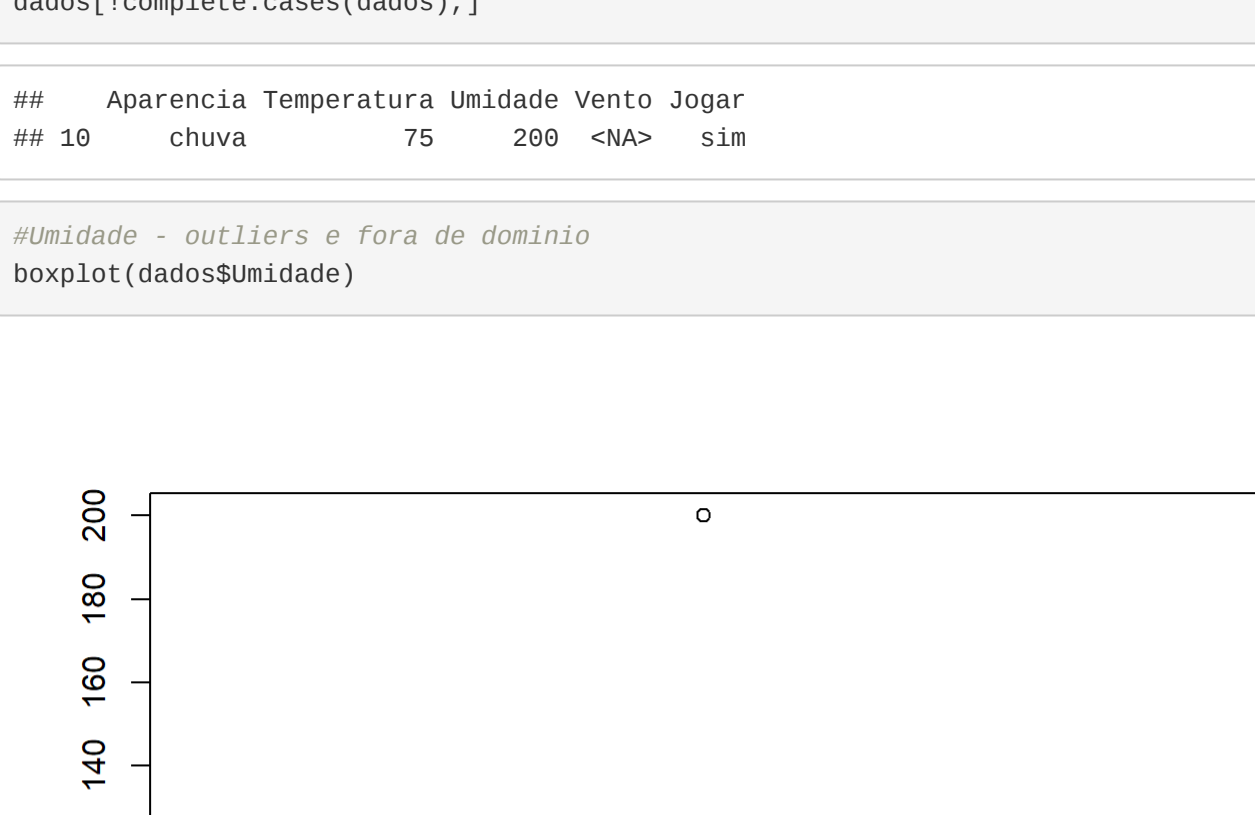 dados[!complete.cases(dados),]
##    Aparencia Temperatura Umidade Vento Jogar
## 10     chuva          75     200  <NA>   sim
#Umidade - outliers e fora de dominio
boxplot(dados$Umidade)
200
180
160
140